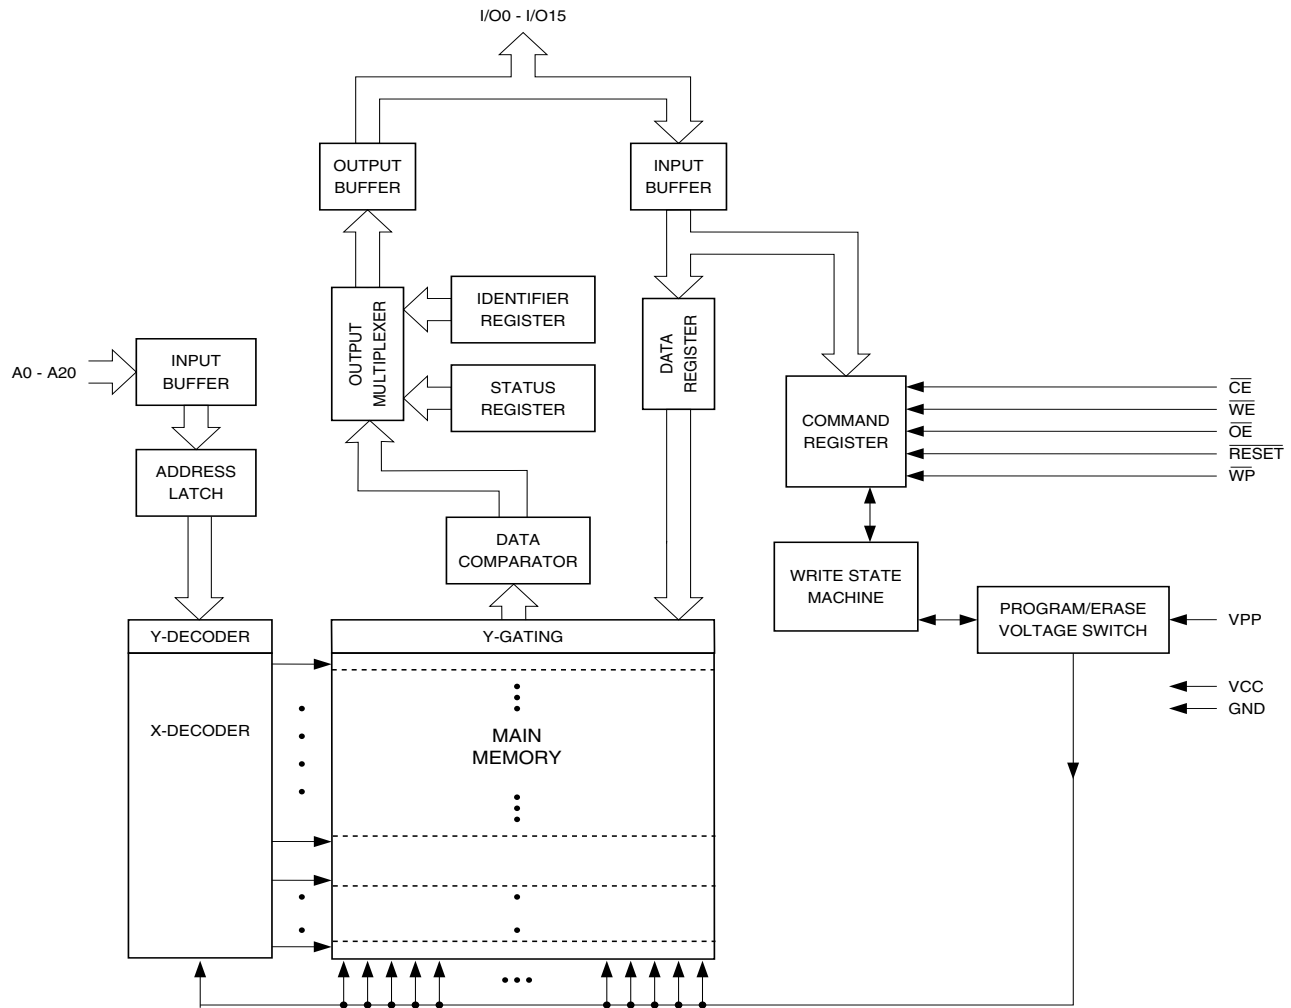 I/O0 - I/O15
OUTPUT
BUFFER
INPUT
BUFFER
IDENTIFIER
REGISTER
OUTPUT
MULTIPLEXER
DATA
REGISTER
A0 - A20
INPUT
BUFFER
STATUS
REGISTER
COMMAND
REGISTER
CE
WE
OE
RESET
WP
ADDRESS
LATCH
DATA
COMPARATOR
WRITE STATE
MACHINE
PROGRAM/ERASE
VOLTAGE SWITCH
VPP
Y-DECODER
Y-GATING
VCC
GND
X-DECODER
MAIN
MEMORY